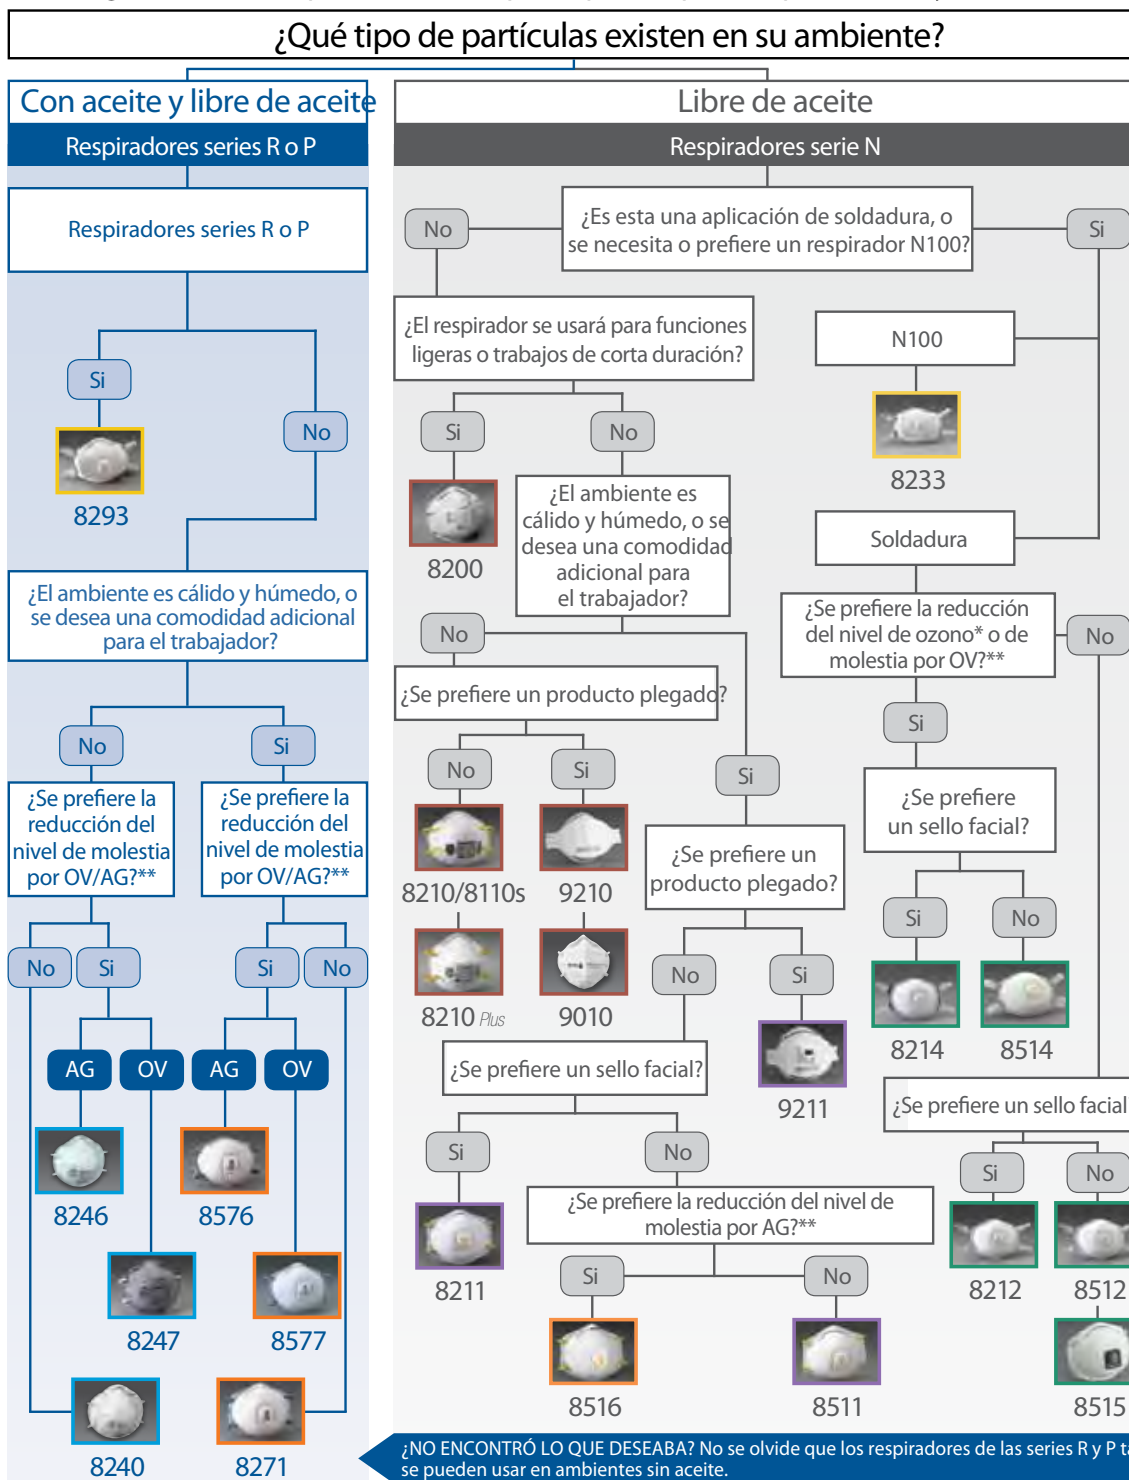 ¿Qué tipo de partículas existen en su ambiente?
Con aceite y libre de aceite
Respiradores series R o P
Respiradores series R o P
Si
No
8293
¿El ambiente es cálido y húmedo, o
se desea una comodidad adicional
para el trabajador?
No
Si
¿Se prefiere la
reducción del
nivel de molestia
por OV/AG?**
¿Se prefiere la
reducción del
nivel de molestia
por OV/AG?**
No
Si
Si
No
AG
OV
AG
OV
8246
8576
8247
8577
8240
8271
Libre de aceite
Respiradores serie N
¿Es esta una aplicación de soldadura, o
se necesita o prefiere un respirador N100?
No
Si
¿El respirador se usará para funciones
ligeras o trabajos de corta duración?
Si
No
8200
¿El ambiente es
cálido y húmedo, o se
desea una comodidad
adicional para
el trabajador?
No
Si
¿Se prefiere un producto plegado?
No
Si
8210/8110s
9210
8210 Plus
9010
¿Se prefiere un
producto plegado?
No
Si
9211
¿Se prefiere un sello facial?
Si
No
8211
¿Se prefiere la reducción del nivel de
molestia por AG?**
Si
No
8516
8511
N100
8233
Soldadura
¿Se prefiere la reducción
del nivel de ozono* o de
molestia por OV?**
No
Si
¿Se prefiere
un sello facial?
Si
No
8214
8514
¿Se prefiere un sello facial
Si
No
8212
8512
8515
¿NO ENCONTRÓ LO QUE DESEABA? No se olvide que los respiradores de las series R y P ta
se pueden usar en ambientes sin aceite.